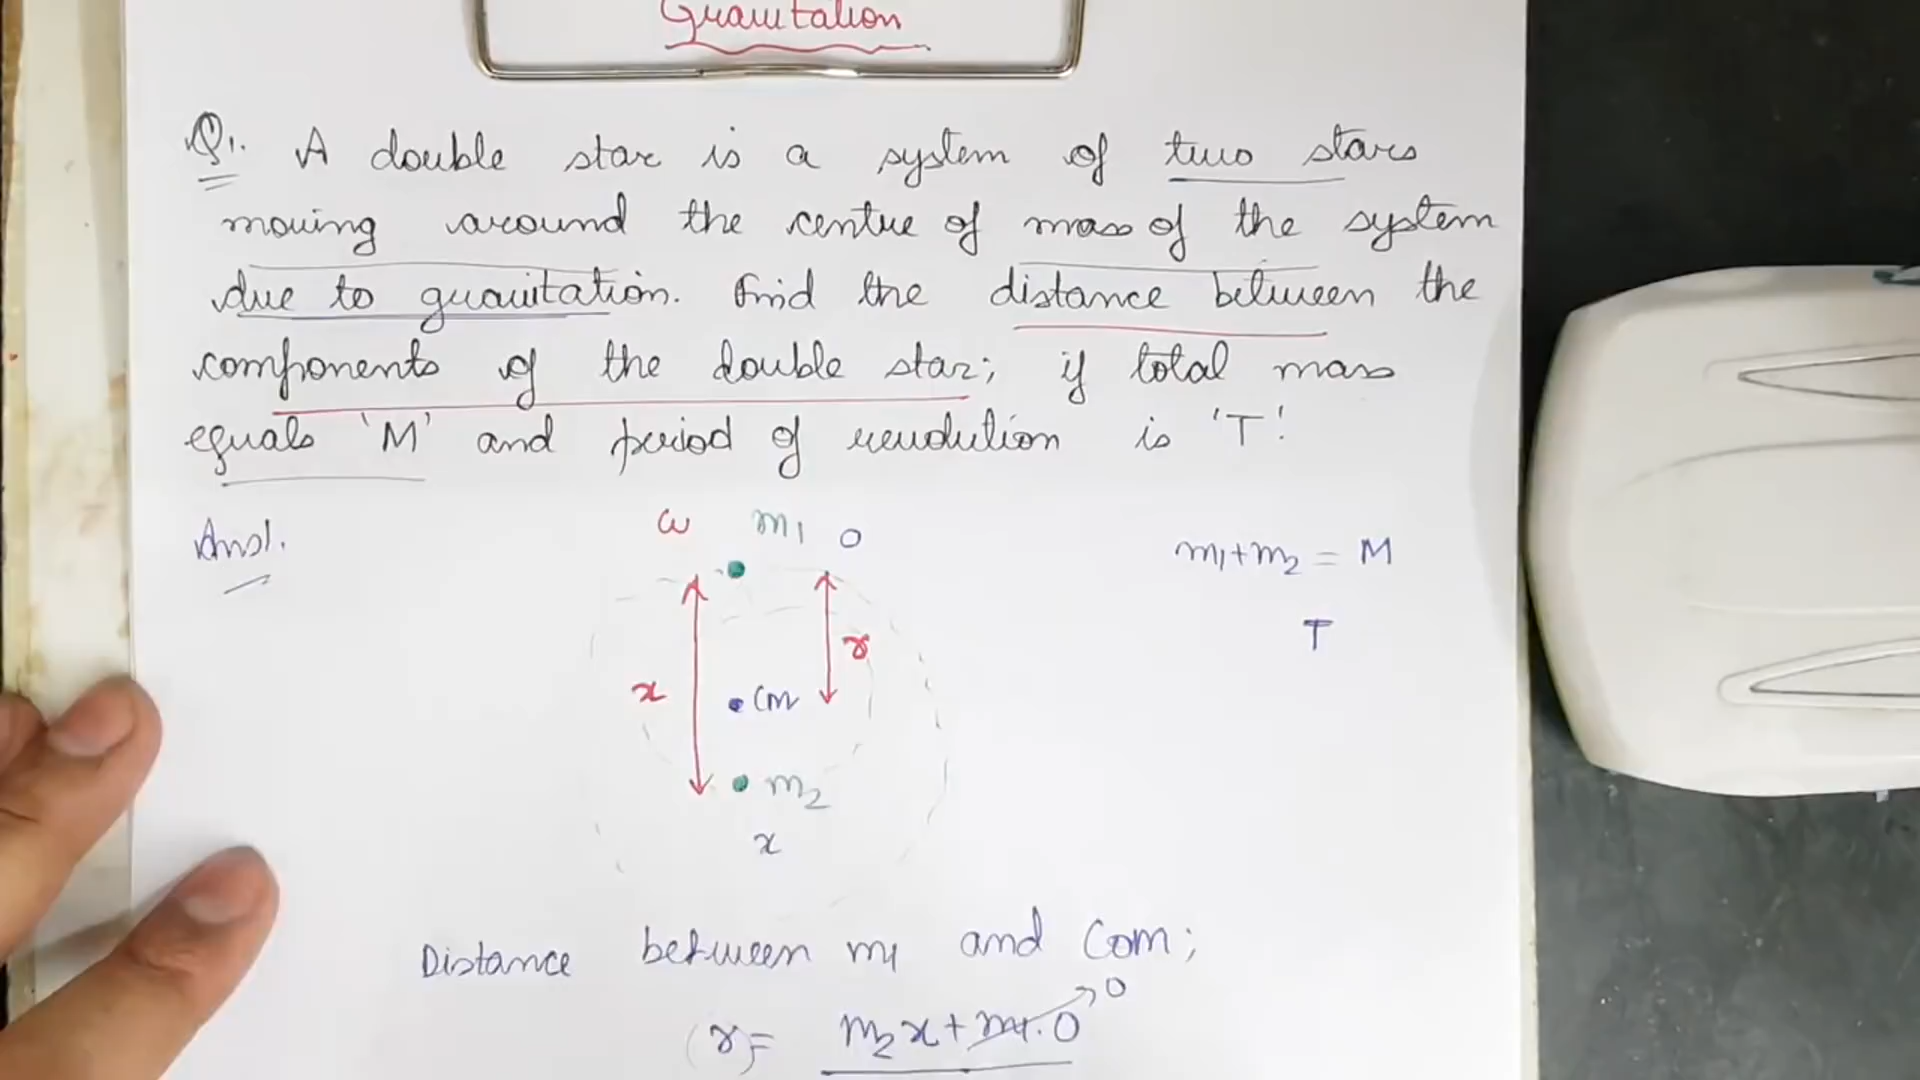 Gravitation
Q1. A double star is a system of two stars
moving around the centre of mass of the system
due to gravitation. Find the distance between the
components of the double star; if total mass
equals 'M' and period of revolution is 'T'.
Ans1.
ω m1 0
m1+m2 = M
T
x r
Cm
m2
x
Distance between m1 and Com;
r = m2x + m1.0 → 0